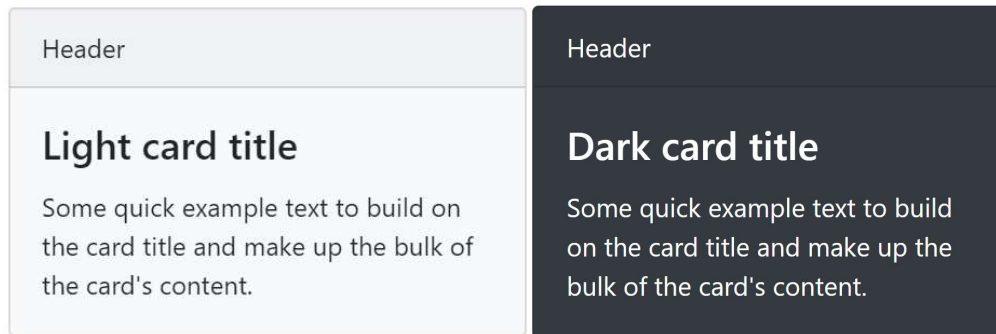 Header
Light card title
Some quick example text to build on
the card title and make up the bulk of
the card's content.
Header
Dark card title
Some quick example text to build
on the card title and make up the
bulk of the card's content.